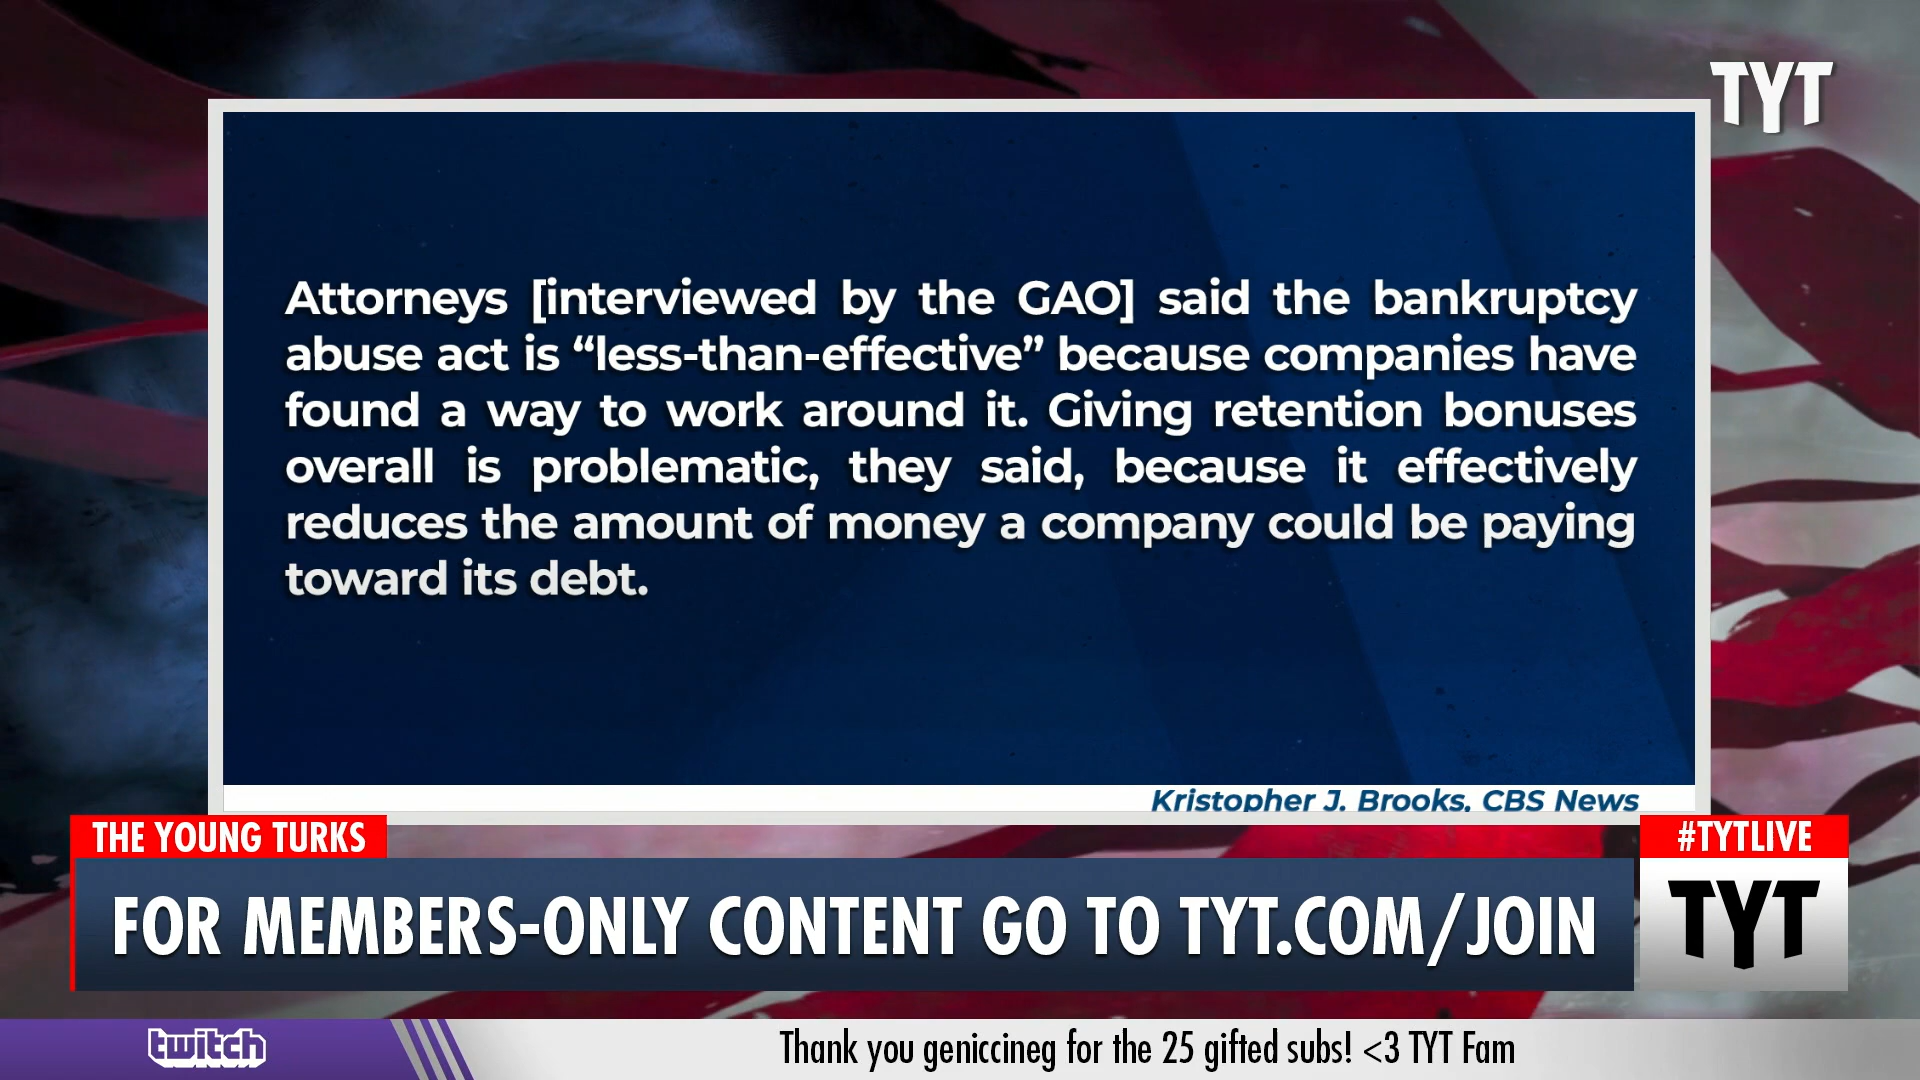 TYT
Attorneys [interviewed by the GAO] said the bankruptcy
abuse act is “less-than-effective” because companies have
found a way to work around it. Giving retention bonuses
overall is problematic, they said, because it effectively
reduces the amount of money a company could be paying
toward its debt.
Kristopher J. Brooks, CBS News
THE YOUNG TURKS
#TYTLIVE
FOR MEMBERS-ONLY CONTENT GO TO TYT.COM/JOIN
TYT
twitch
Thank you geniccineg for the 25 gifted subs! <3 TYT Fam